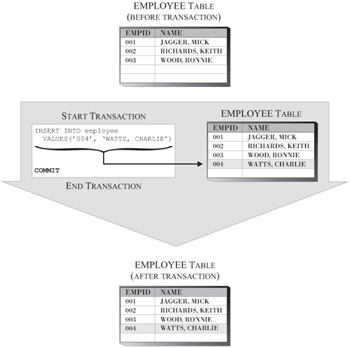 EMPLOYEE TABLE
(BEFORE TRANSACTION)
EMPID NAME
001 JAGGER, MICK
002 RICHARDS, KEITH
003 WOOD, RONNIE
START TRANSACTION
INSERT INTO employee
VALUES('004', 'WATTS, CHARLIE')
COMMIT
END TRANSACTION
EMPLOYEE TABLE
EMPID NAME
001 JAGGER, MICK
002 RICHARDS, KEITH
003 WOOD, RONNIE
004 WATTS, CHARLIE
EMPLOYEE TABLE
(AFTER TRANSACTION)
EMPID NAME
001 JAGGER, MICK
002 RICHARDS, KEITH
003 WOOD, RONNIE
004 WATTS, CHARLIE